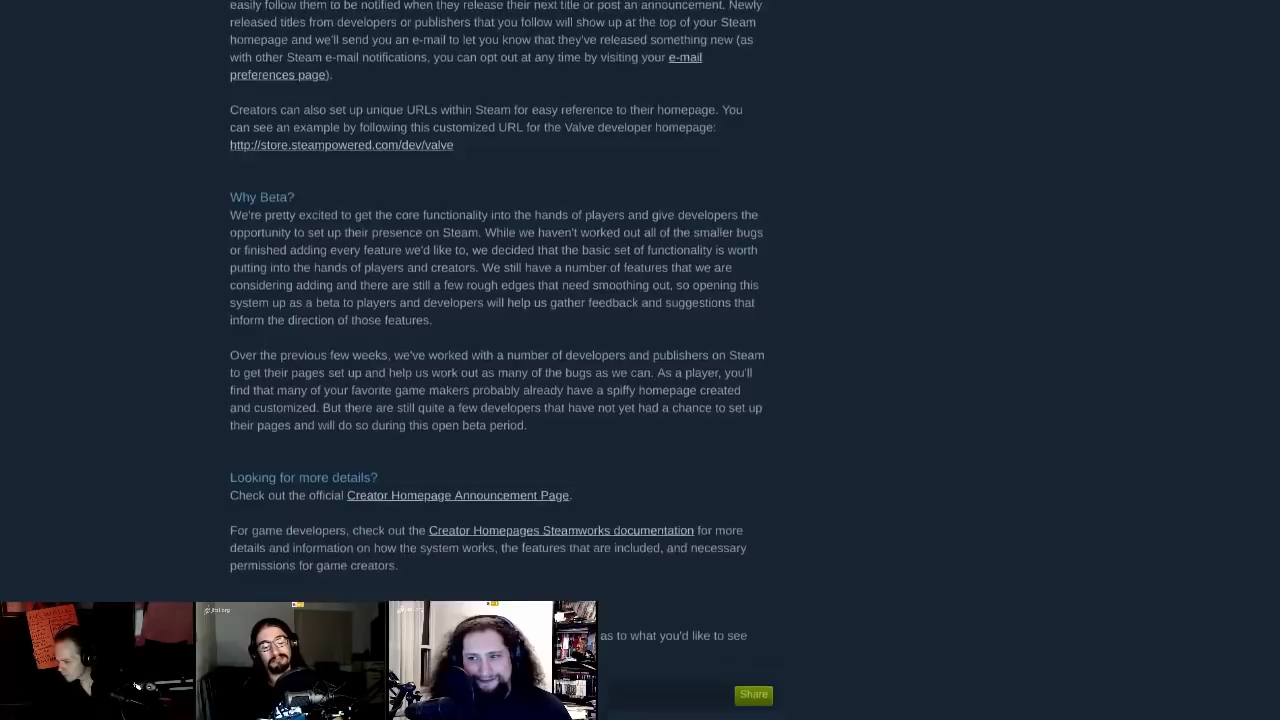 easily follow them to be notified when they release their next title or post an announcement. Newly
released titles from developers or publishers that you follow will show up at the top of your Steam
homepage and we'll send you an e-mail to let you know that they've released something new (as
with other Steam e-mail notifications, you can opt out at any time by visiting your e-mail
preferences page).
Creators can also set up unique URLs within Steam for easy reference to their homepage. You
can see an example by following this customized URL for the Valve developer homepage:
http://store.steampowered.com/dev/valve
Why Beta?
We're pretty excited to get the core functionality into the hands of players and give developers the
opportunity to set up their presence on Steam. While we haven't worked out all of the smaller bugs
or finished adding every feature we'd like to, we decided that the basic set of functionality is worth
putting into the hands of players and creators. We still have a number of features that we are
considering adding and there are still a few rough edges that need smoothing out, so opening this
system up as a beta to players and developers will help us gather feedback and suggestions that
inform the direction of those features.
Over the previous few weeks, we've worked with a number of developers and publishers on Steam
to get their pages set up and help us work out as many of the bugs as we can. As a player, you'll
find that many of your favorite game makers probably already have a spiffy homepage created
and customized. But there are still quite a few developers that have not yet had a chance to set up
their pages and will do so during this open beta period.
Looking for more details?
Check out the official Creator Homepage Announcement Page.
For game developers, check out the Creator Homepages Steamworks documentation for more
details and information on how the system works, the features that are included, and necessary
permissions for game creators.
as to what you'd like to see
Share